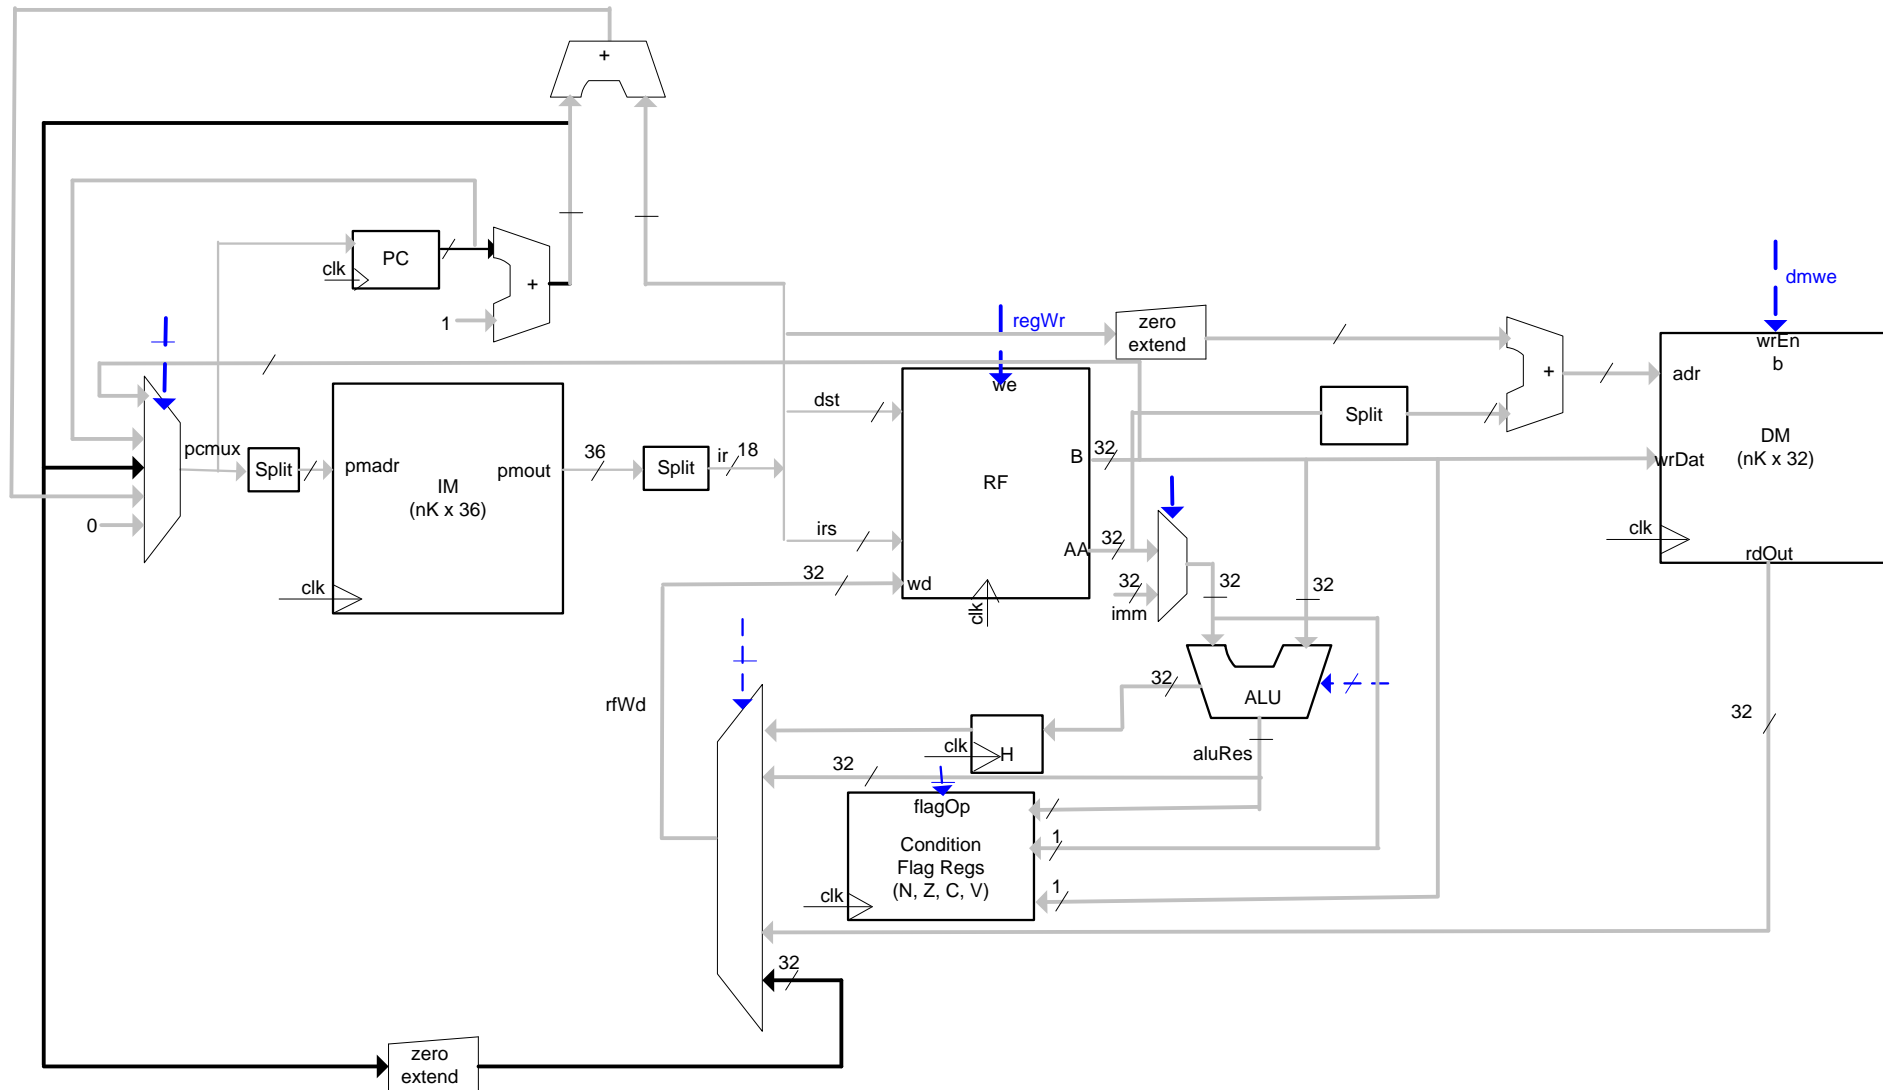 +
PC
clk
+
1
dmwe
regWr
zero
extend
wrEn
b
we
adr
+
dst
Split
pcmux
Split
pmadr
pmout
36
Split
ir
18
B
32
RF
DM
(nK x 32)
wrDat
IM
(nK x 36)
0
irs
AA
32
clk
rdOut
clk
32
wd
clk
32
imm
32
32
rfWd
32
ALU
32
clk
H
aluRes
32
flagOp
Condition
Flag Regs
(N, Z, C, V)
1
1
clk
32
zero
extend